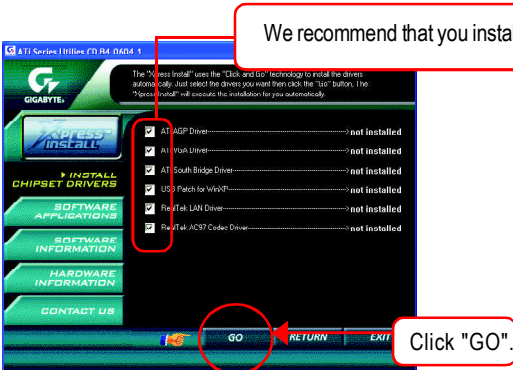 We recommend that you insta
ATi Series Utilities CD B4.0604.1
GIGABYTE
The "Xpress Install" uses the "Click and Go" technology to install the drivers
automatically. Just select the drivers you want then click the "Go" button, The
"Xpress Install" will execute the installation for you automatically.
Xpress
INSTALL
ATi AGP Driver not installed
ATi VGA Driver not installed
ATi South Bridge Driver not installed
USB Patch for WinXP not installed
RealTek LAN Driver not installed
RealTek AC97 Codec Driver not installed
INSTALL
CHIPSET DRIVERS
SOFTWARE
APPLICATIONS
SOFTWARE
INFORMATION
HARDWARE
INFORMATION
CONTACT US
GO
RETURN
EXIT
Click "GO".